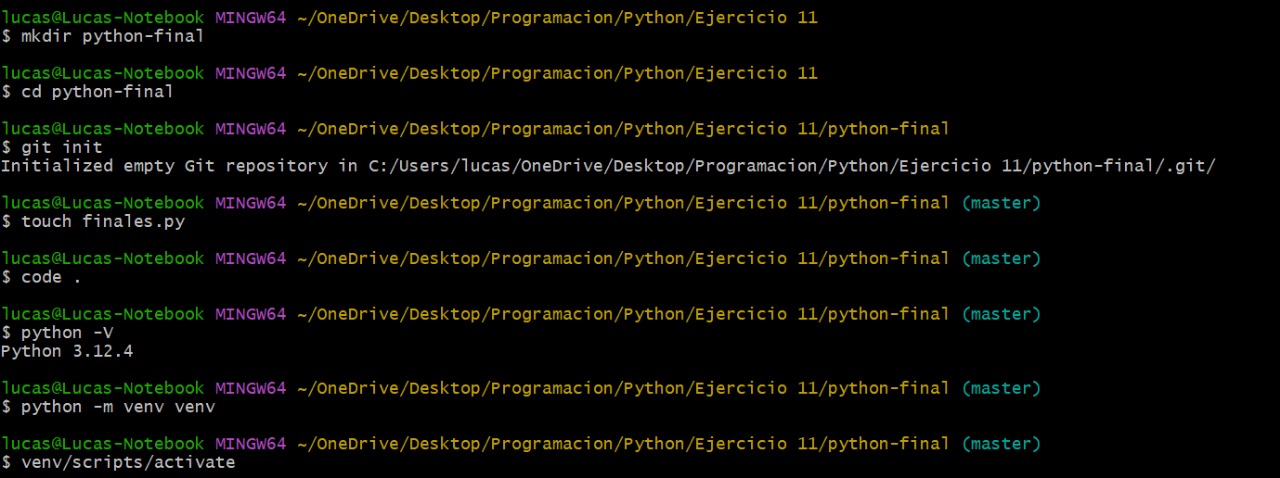 lucas@Lucas-Notebook MINGW64 ~/OneDrive/Desktop/Programacion/Python/Ejercicio 11
$ mkdir python-final
lucas@Lucas-Notebook MINGW64 ~/OneDrive/Desktop/Programacion/Python/Ejercicio 11
$ cd python-final
lucas@Lucas-Notebook MINGW64 ~/OneDrive/Desktop/Programacion/Python/Ejercicio 11/python-final
$ git init
Initialized empty Git repository in C:/Users/lucas/OneDrive/Desktop/Programacion/Python/Ejercicio 11/python-final/.git/
lucas@Lucas-Notebook MINGW64 ~/OneDrive/Desktop/Programacion/Python/Ejercicio 11/python-final (master)
$ touch finales.py
lucas@Lucas-Notebook MINGW64 ~/OneDrive/Desktop/Programacion/Python/Ejercicio 11/python-final (master)
$ code .
lucas@Lucas-Notebook MINGW64 ~/OneDrive/Desktop/Programacion/Python/Ejercicio 11/python-final (master)
$ python -V
Python 3.12.4
lucas@Lucas-Notebook MINGW64 ~/OneDrive/Desktop/Programacion/Python/Ejercicio 11/python-final (master)
$ python -m venv venv
lucas@Lucas-Notebook MINGW64 ~/OneDrive/Desktop/Programacion/Python/Ejercicio 11/python-final (master)
$ venv/scripts/activate